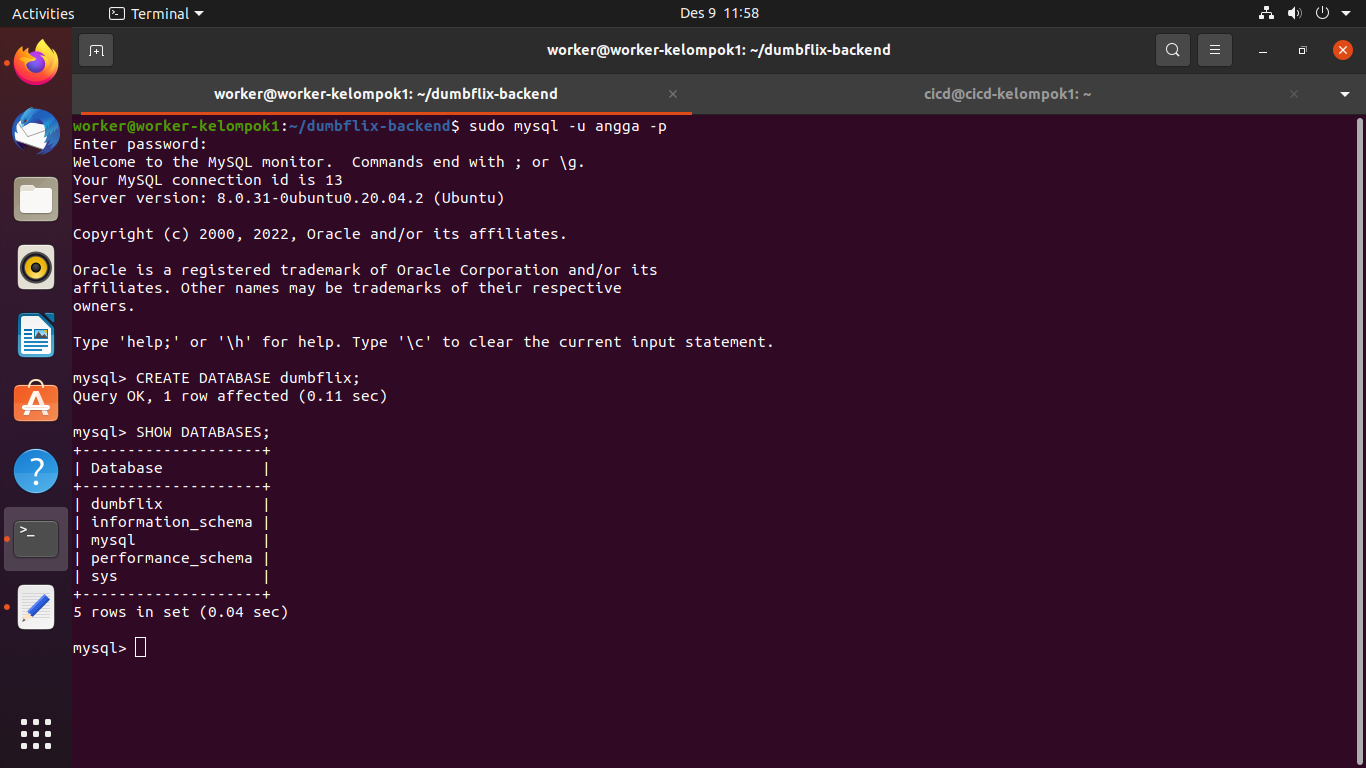 Activities
Terminal
Des 9 11:58
worker@worker-kelompok1: ~/dumbflix-backend
worker@worker-kelompok1: ~/dumbflix-backend
cicd@cicd-kelompok1: ~
worker@worker-kelompok1:~/dumbflix-backend$ sudo mysql -u angga -p
Enter password:
Welcome to the MySQL monitor.  Commands end with ; or \g.
Your MySQL connection id is 13
Server version: 8.0.31-0ubuntu0.20.04.2 (Ubuntu)
Copyright (c) 2000, 2022, Oracle and/or its affiliates.
Oracle is a registered trademark of Oracle Corporation and/or its
affiliates. Other names may be trademarks of their respective
owners.
Type 'help;' or '\h' for help. Type '\c' to clear the current input statement.
mysql> CREATE DATABASE dumbflix;
Query OK, 1 row affected (0.11 sec)
mysql> SHOW DATABASES;
+--------------------+
| Database           |
+--------------------+
| dumbflix           |
| information_schema |
| mysql              |
| performance_schema |
| sys                |
+--------------------+
5 rows in set (0.04 sec)
mysql>